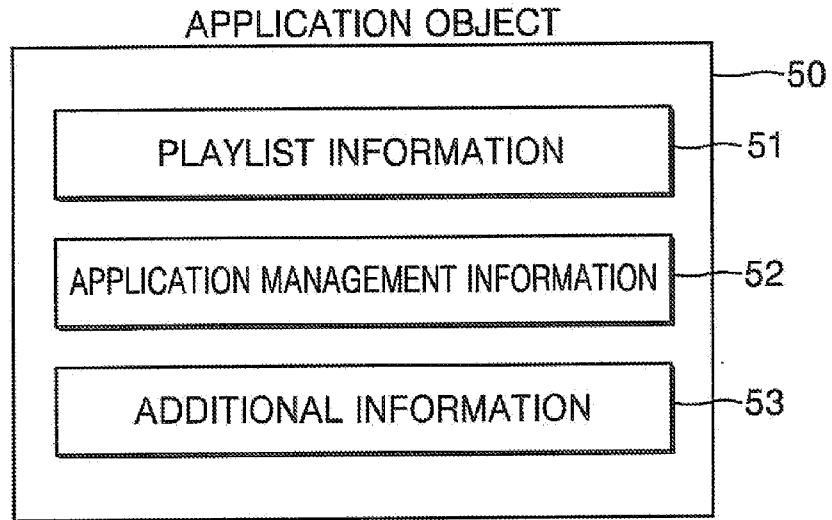 APPLICATION OBJECT
50
PLAYLIST INFORMATION
51
APPLICATION MANAGEMENT INFORMATION
52
ADDITIONAL INFORMATION
53